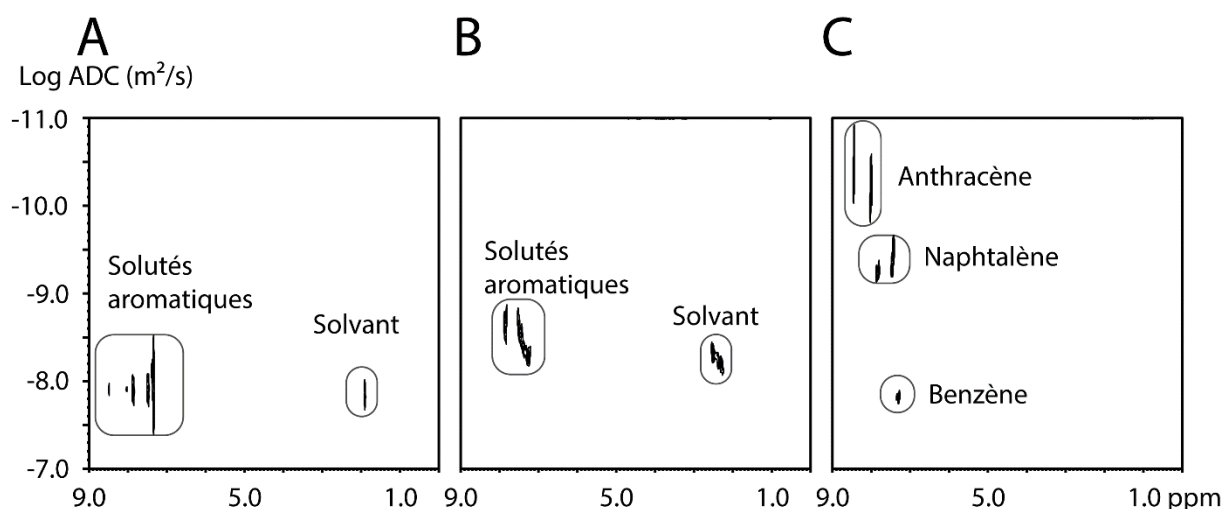 A B C
Log ADC (m²/s)
-11.0
-10.0
-9.0
-8.0
-7.0
Solutés
aromatiques
Solvant
Solutés
aromatiques
Solvant
Anthracène
Naphtalène
Benzène
9.0 5.0 1.0 9.0 5.0 1.0 9.0 5.0 1.0 ppm